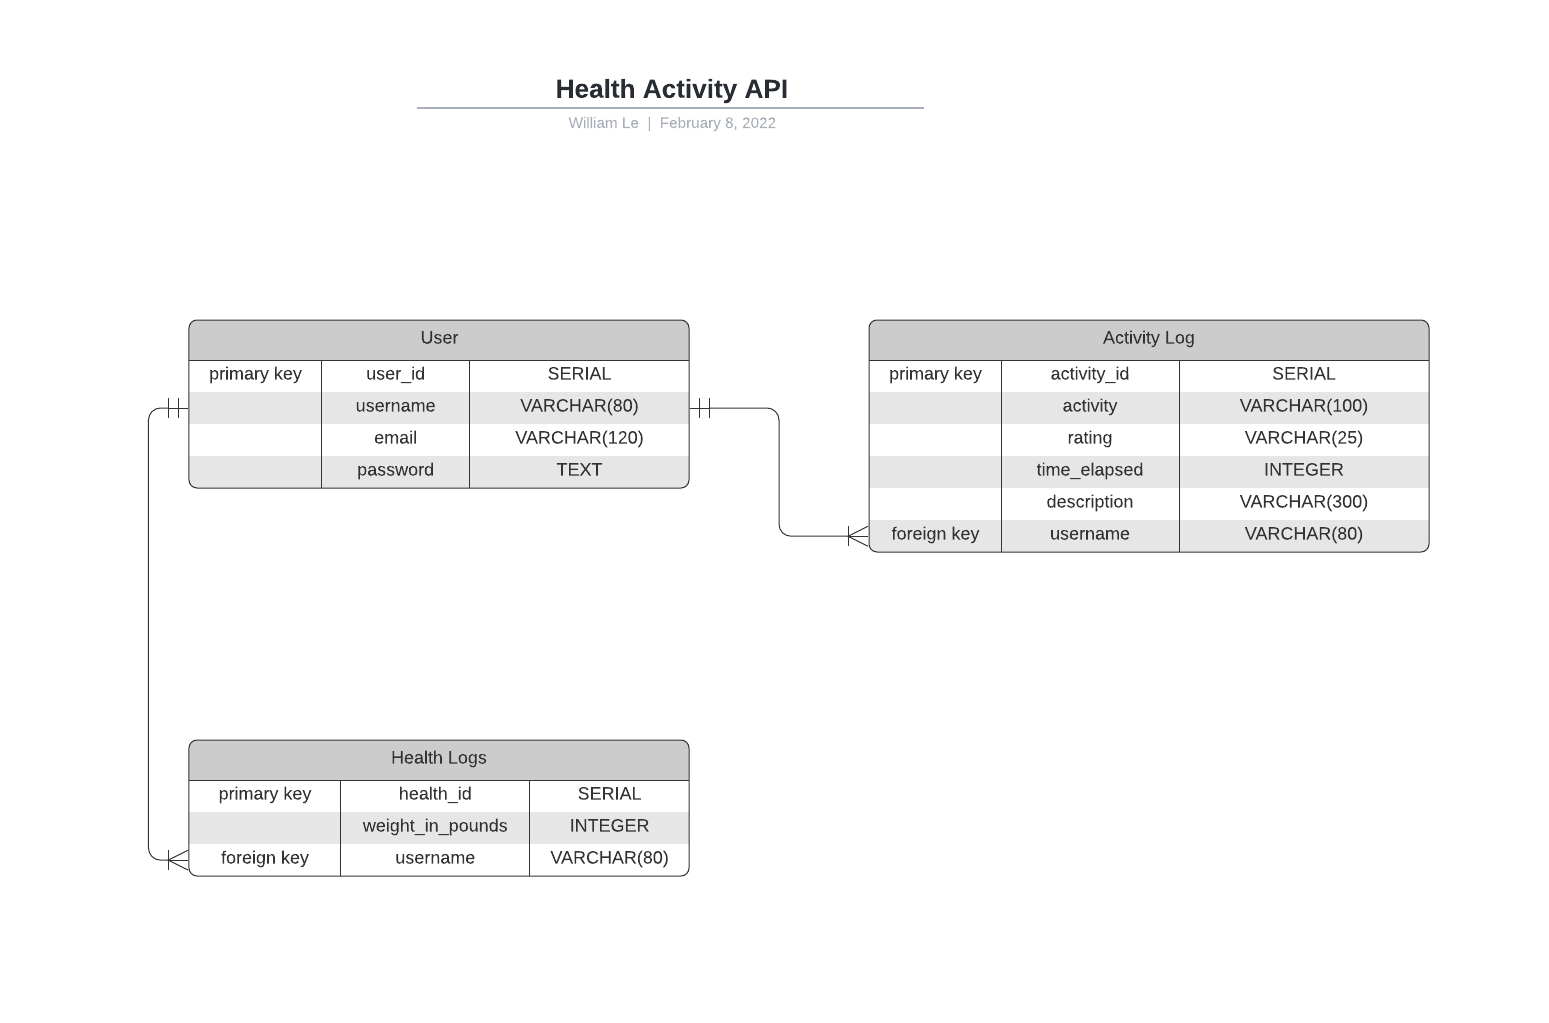 Health Activity API
William Le | February 8, 2022
User
primary key user_id SERIAL
username VARCHAR(80)
email VARCHAR(120)
password TEXT
Activity Log
primary key activity_id SERIAL
activity VARCHAR(100)
rating VARCHAR(25)
time_elapsed INTEGER
description VARCHAR(300)
foreign key username VARCHAR(80)
Health Logs
primary key health_id SERIAL
weight_in_pounds INTEGER
foreign key username VARCHAR(80)